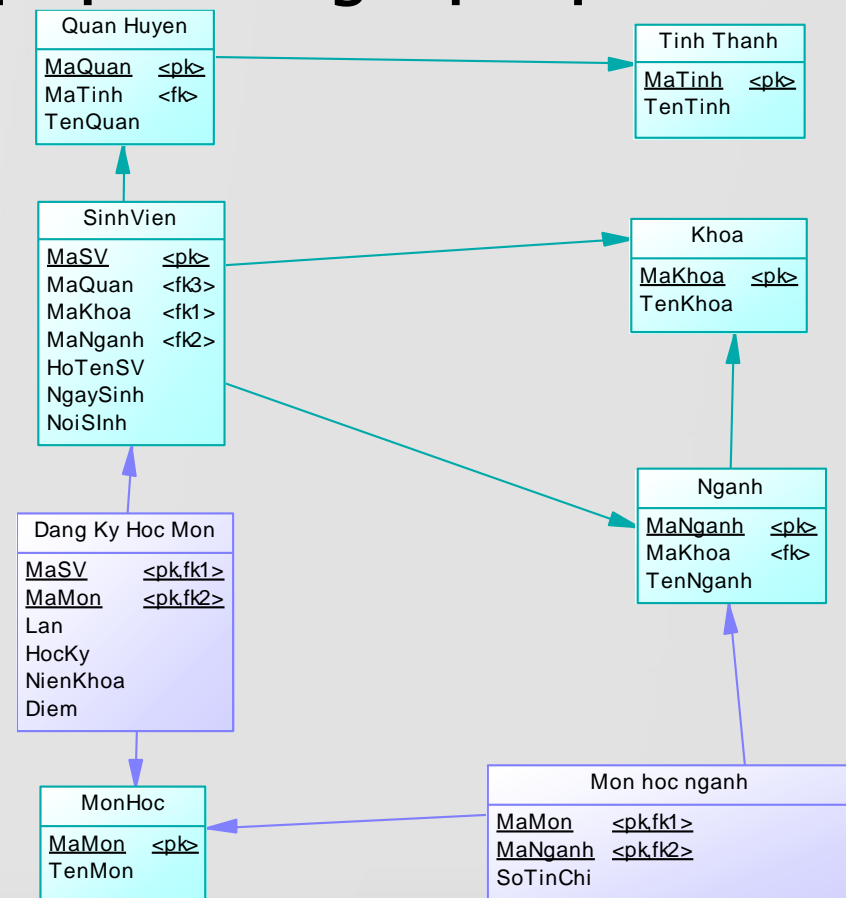 Quan Huyen
MaQuan <pk>
MaTinh <fk>
TenQuan
Tinh Thanh
MaTinh <pk>
TenTinh
SinhVien
MaSV <pk>
MaQuan <fk3>
MaKhoa <fk1>
MaNganh <fk2>
HoTenSV
NgaySinh
NoiSInh
Khoa
MaKhoa <pk>
TenKhoa
Nganh
MaNganh <pk>
MaKhoa <fk>
TenNganh
Dang Ky Hoc Mon
MaSV <pk,fk1>
MaMon <pk,fk2>
Lan
HocKy
NienKhoa
Diem
MonHoc
MaMon <pk>
TenMon
Mon hoc nganh
MaMon <pk,fk1>
MaNganh <pk,fk2>
SoTinChi